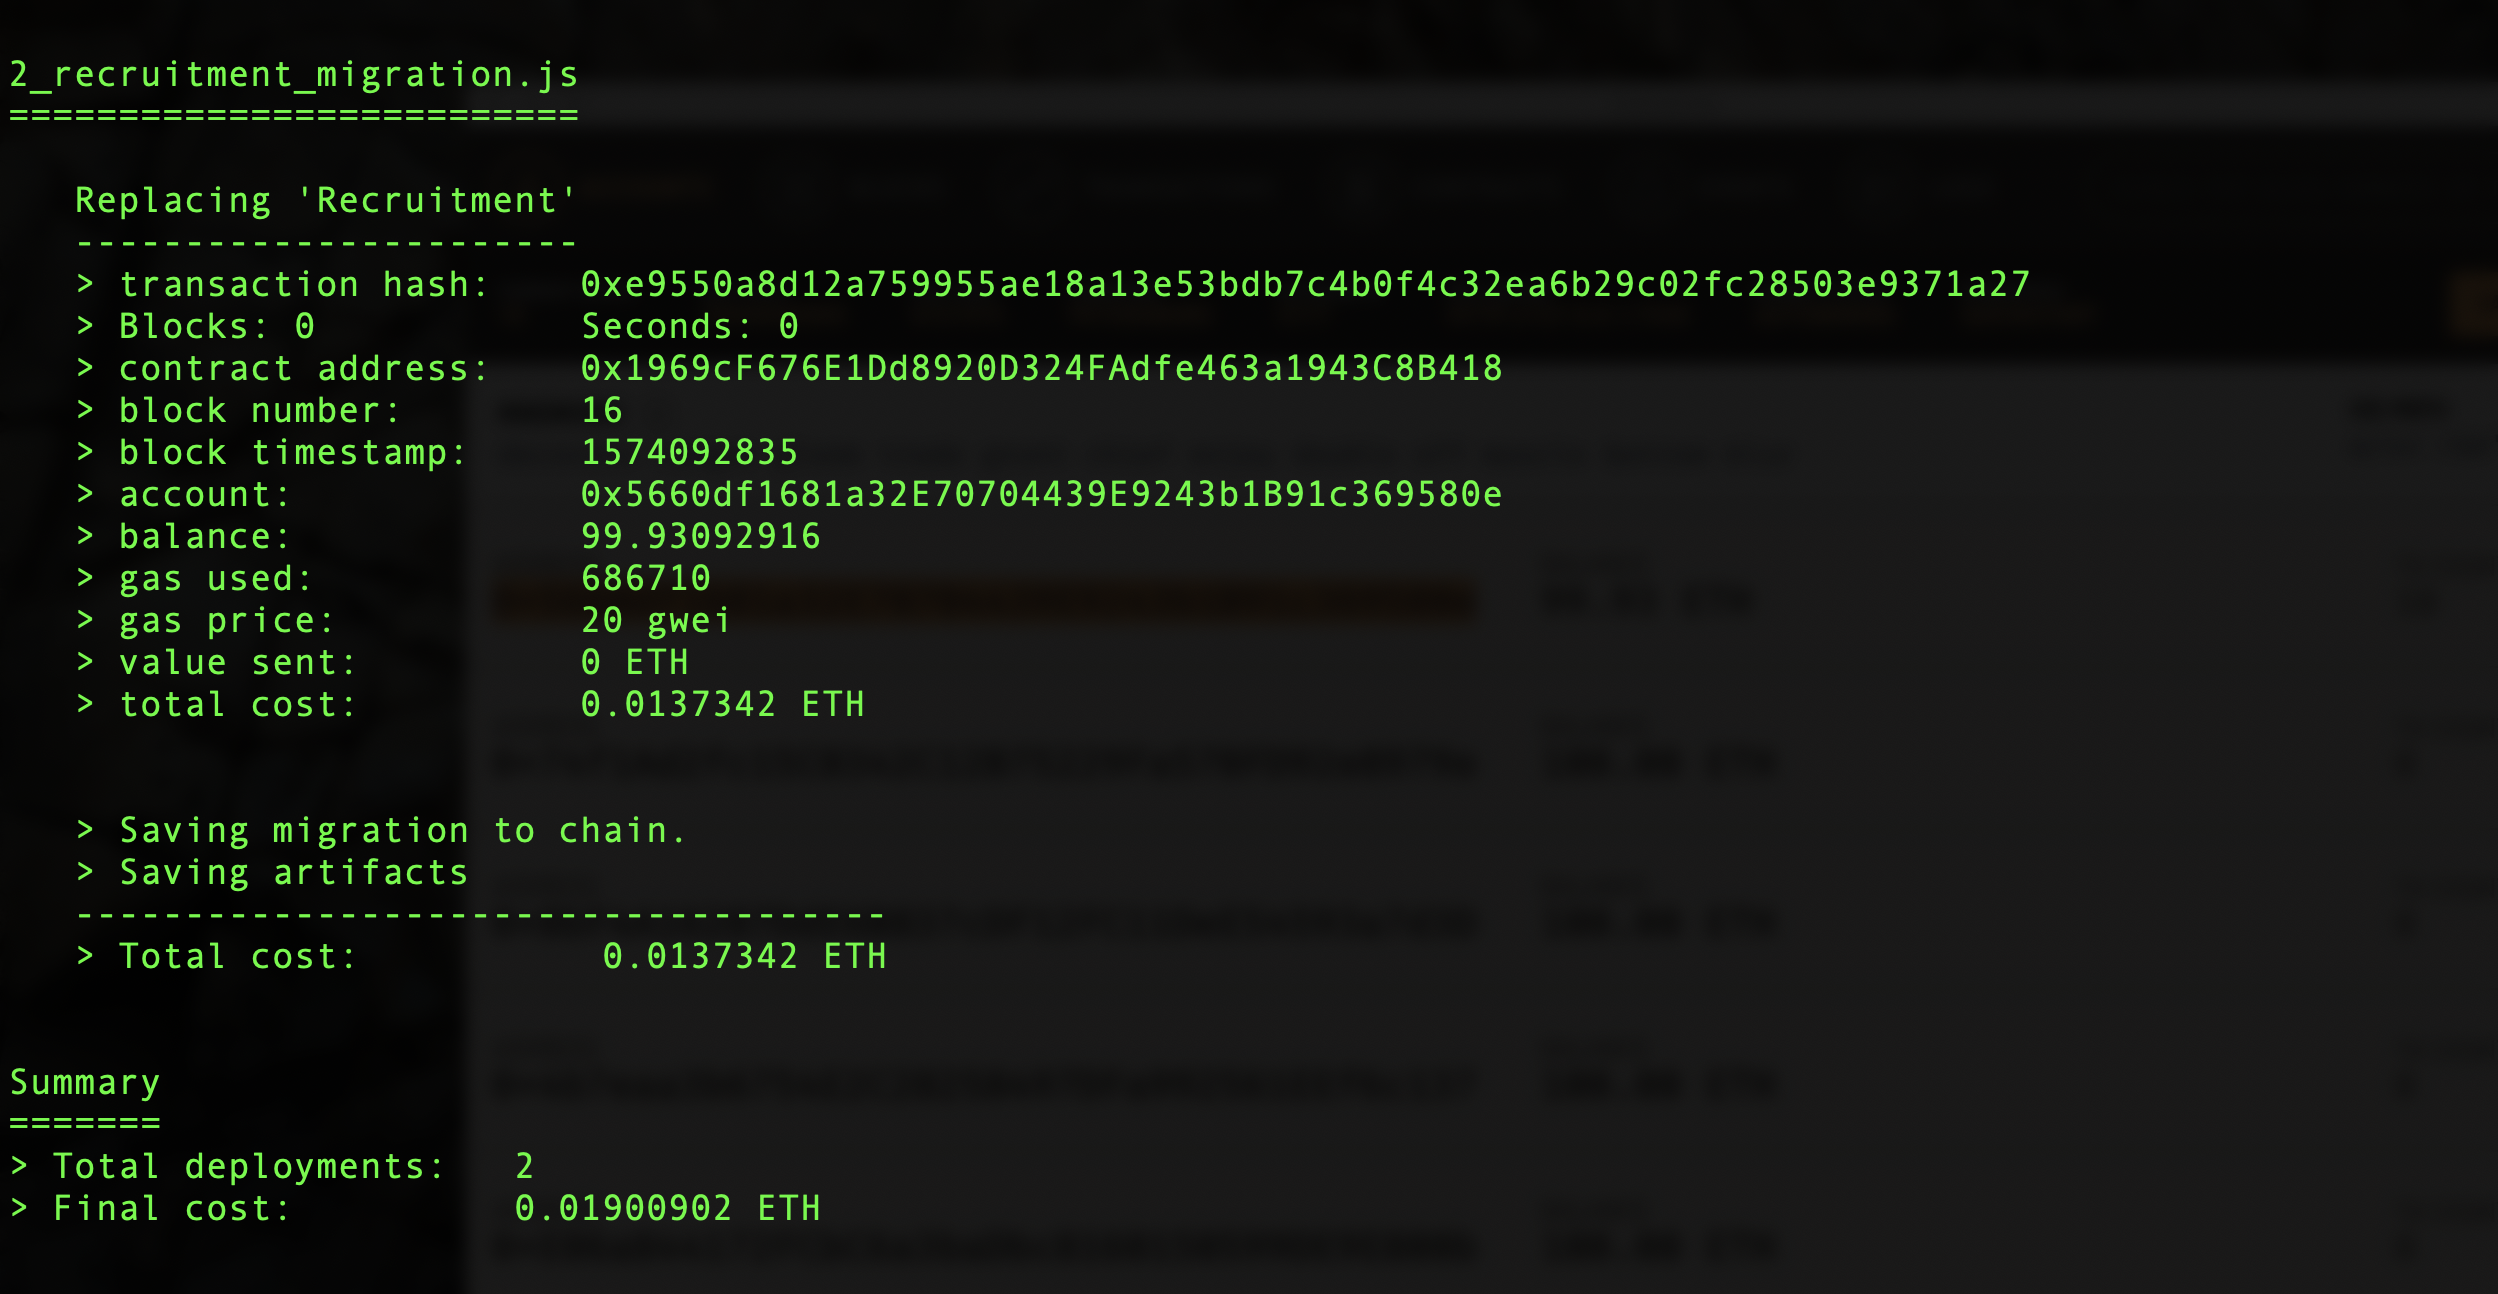 2_recruitment_migration.js
==========================
Replacing 'Recruitment'
-----------------------
> transaction hash:    0xe9550a8d12a759955ae18a13e53bdb7c4b0f4c32ea6b29c02fc28503e9371a27
> Blocks: 0            Seconds: 0
> contract address:    0x1969cF676E1Dd8920D324FAdfe463a1943C8B418
> block number:        16
> block timestamp:     1574092835
> account:             0x5660df1681a32E70704439E9243b1B91c369580e
> balance:             99.93092916
> gas used:            686710
> gas price:           20 gwei
> value sent:          0 ETH
> total cost:          0.0137342 ETH
> Saving migration to chain.
> Saving artifacts
-------------------------------------
> Total cost:           0.0137342 ETH
Summary
=======
> Total deployments:   2
> Final cost:          0.01900902 ETH